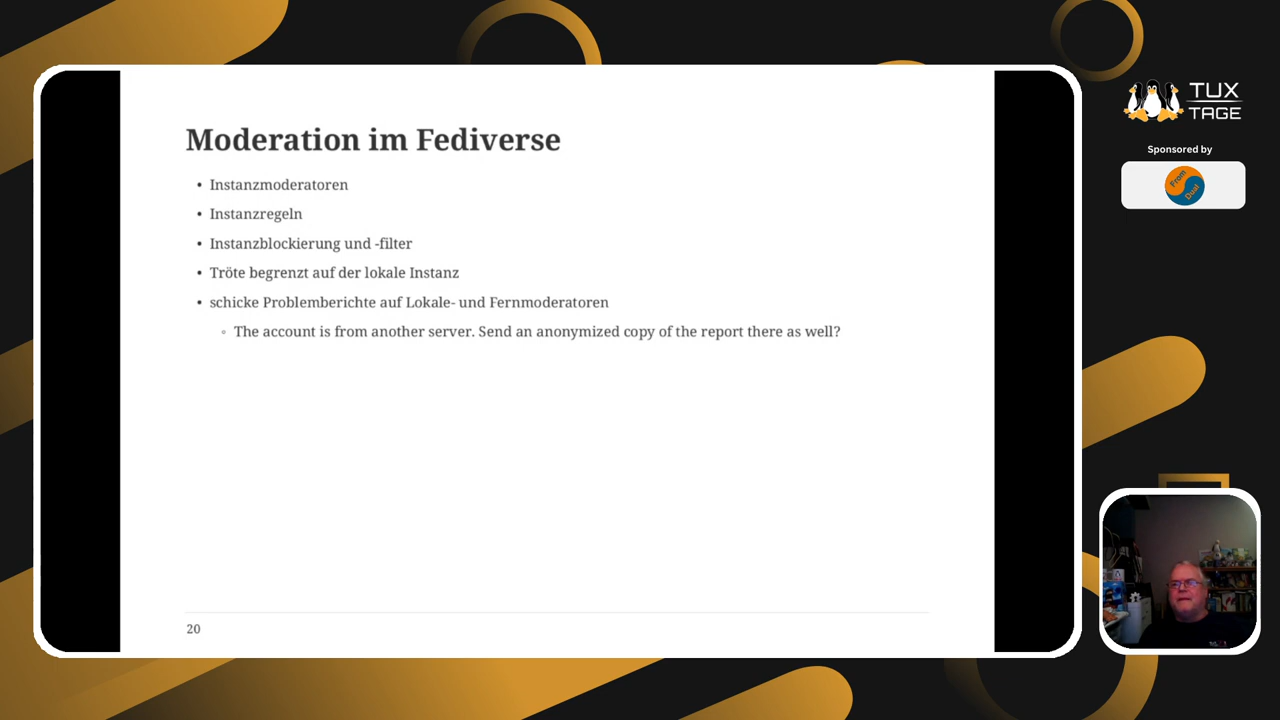 Moderation im Fediverse
• Instanzmoderatoren
• Instanzregeln
• Instanzblockierung und -filter
• Tröte begrenzt auf der lokale Instanz
• schicke Problemberichte auf Lokale- und Fernmoderatoren
◦ The account is from another server. Send an anonymized copy of the report there as well?
20
TUX
TAGE
Sponsored by
From
Dual